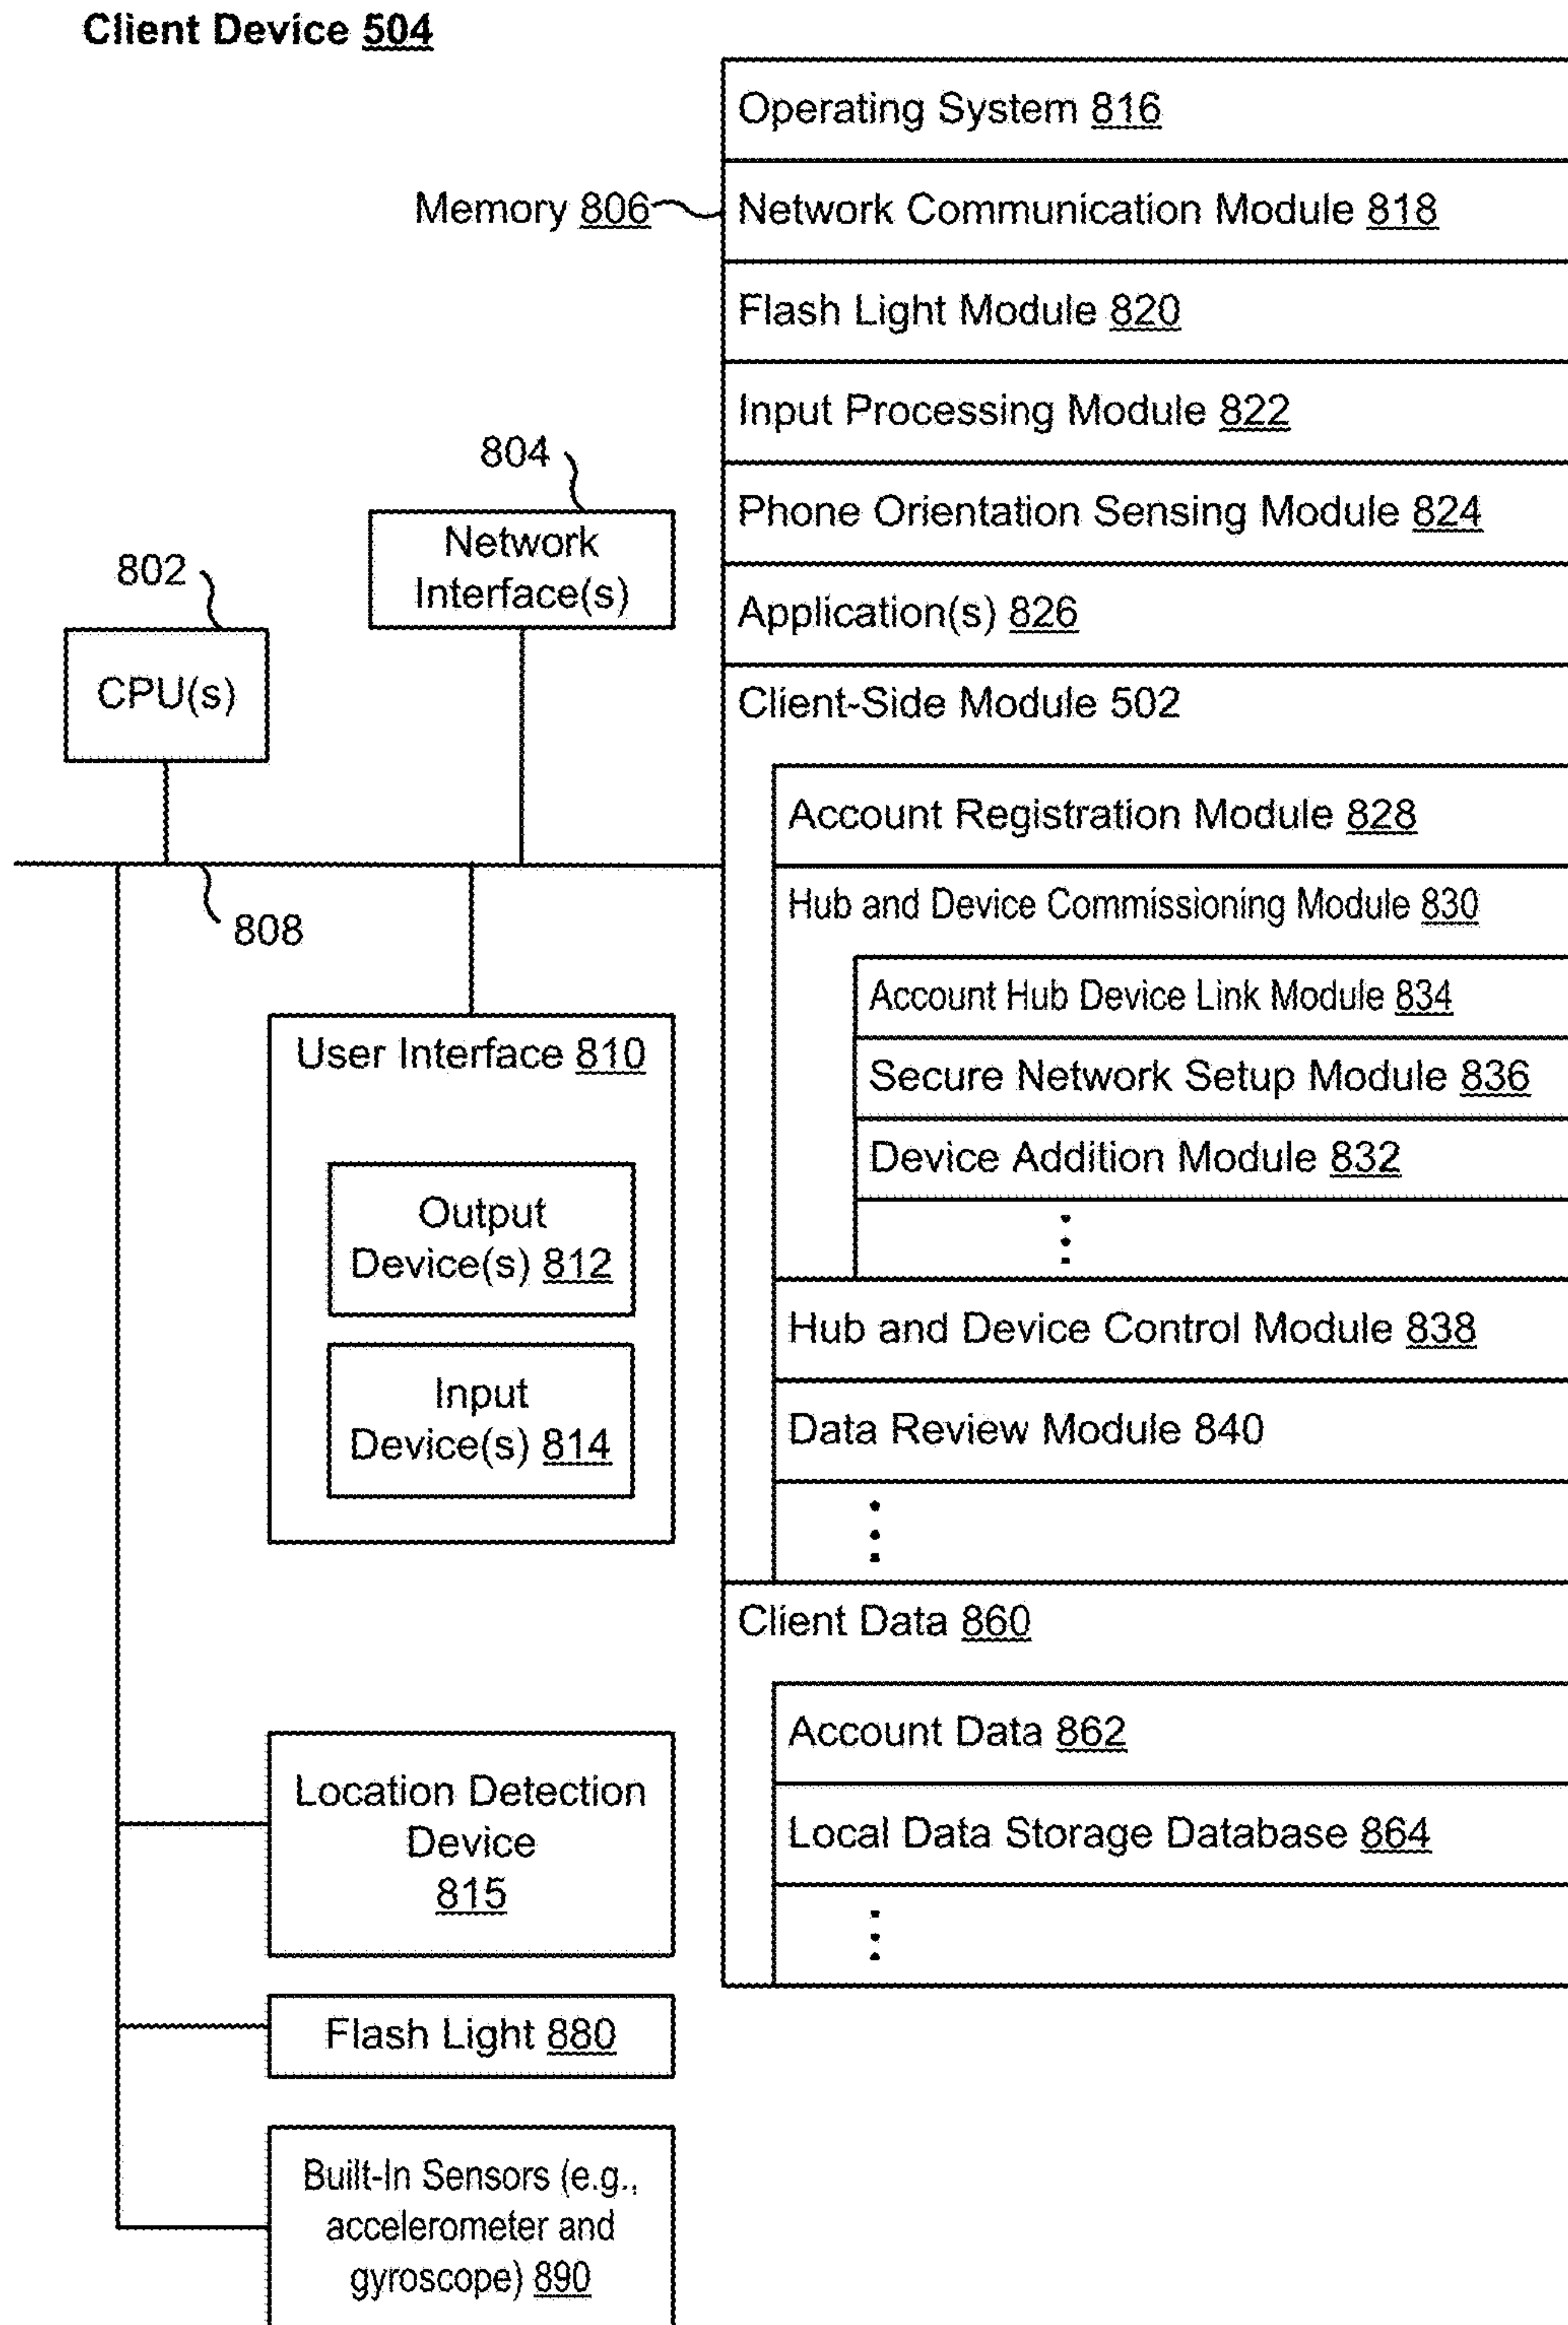 Client Device 504
Operating System 816
Memory 806
Network Communication Module 818
Flash Light Module 820
Input Processing Module 822
Phone Orientation Sensing Module 824
Application(s) 826
Client-Side Module 502
Account Registration Module 828
Hub and Device Commissioning Module 830
Account Hub Device Link Module 834
Secure Network Setup Module 836
Device Addition Module 832
Hub and Device Control Module 838
Data Review Module 840
Client Data 860
Account Data 862
Local Data Storage Database 864
804
Network
Interface(s)
802
CPU(s)
808
User Interface 810
Output
Device(s) 812
Input
Device(s) 814
Location Detection
Device
815
Flash Light 880
Built-In Sensors (e.g.,
accelerometer and
gyroscope) 890